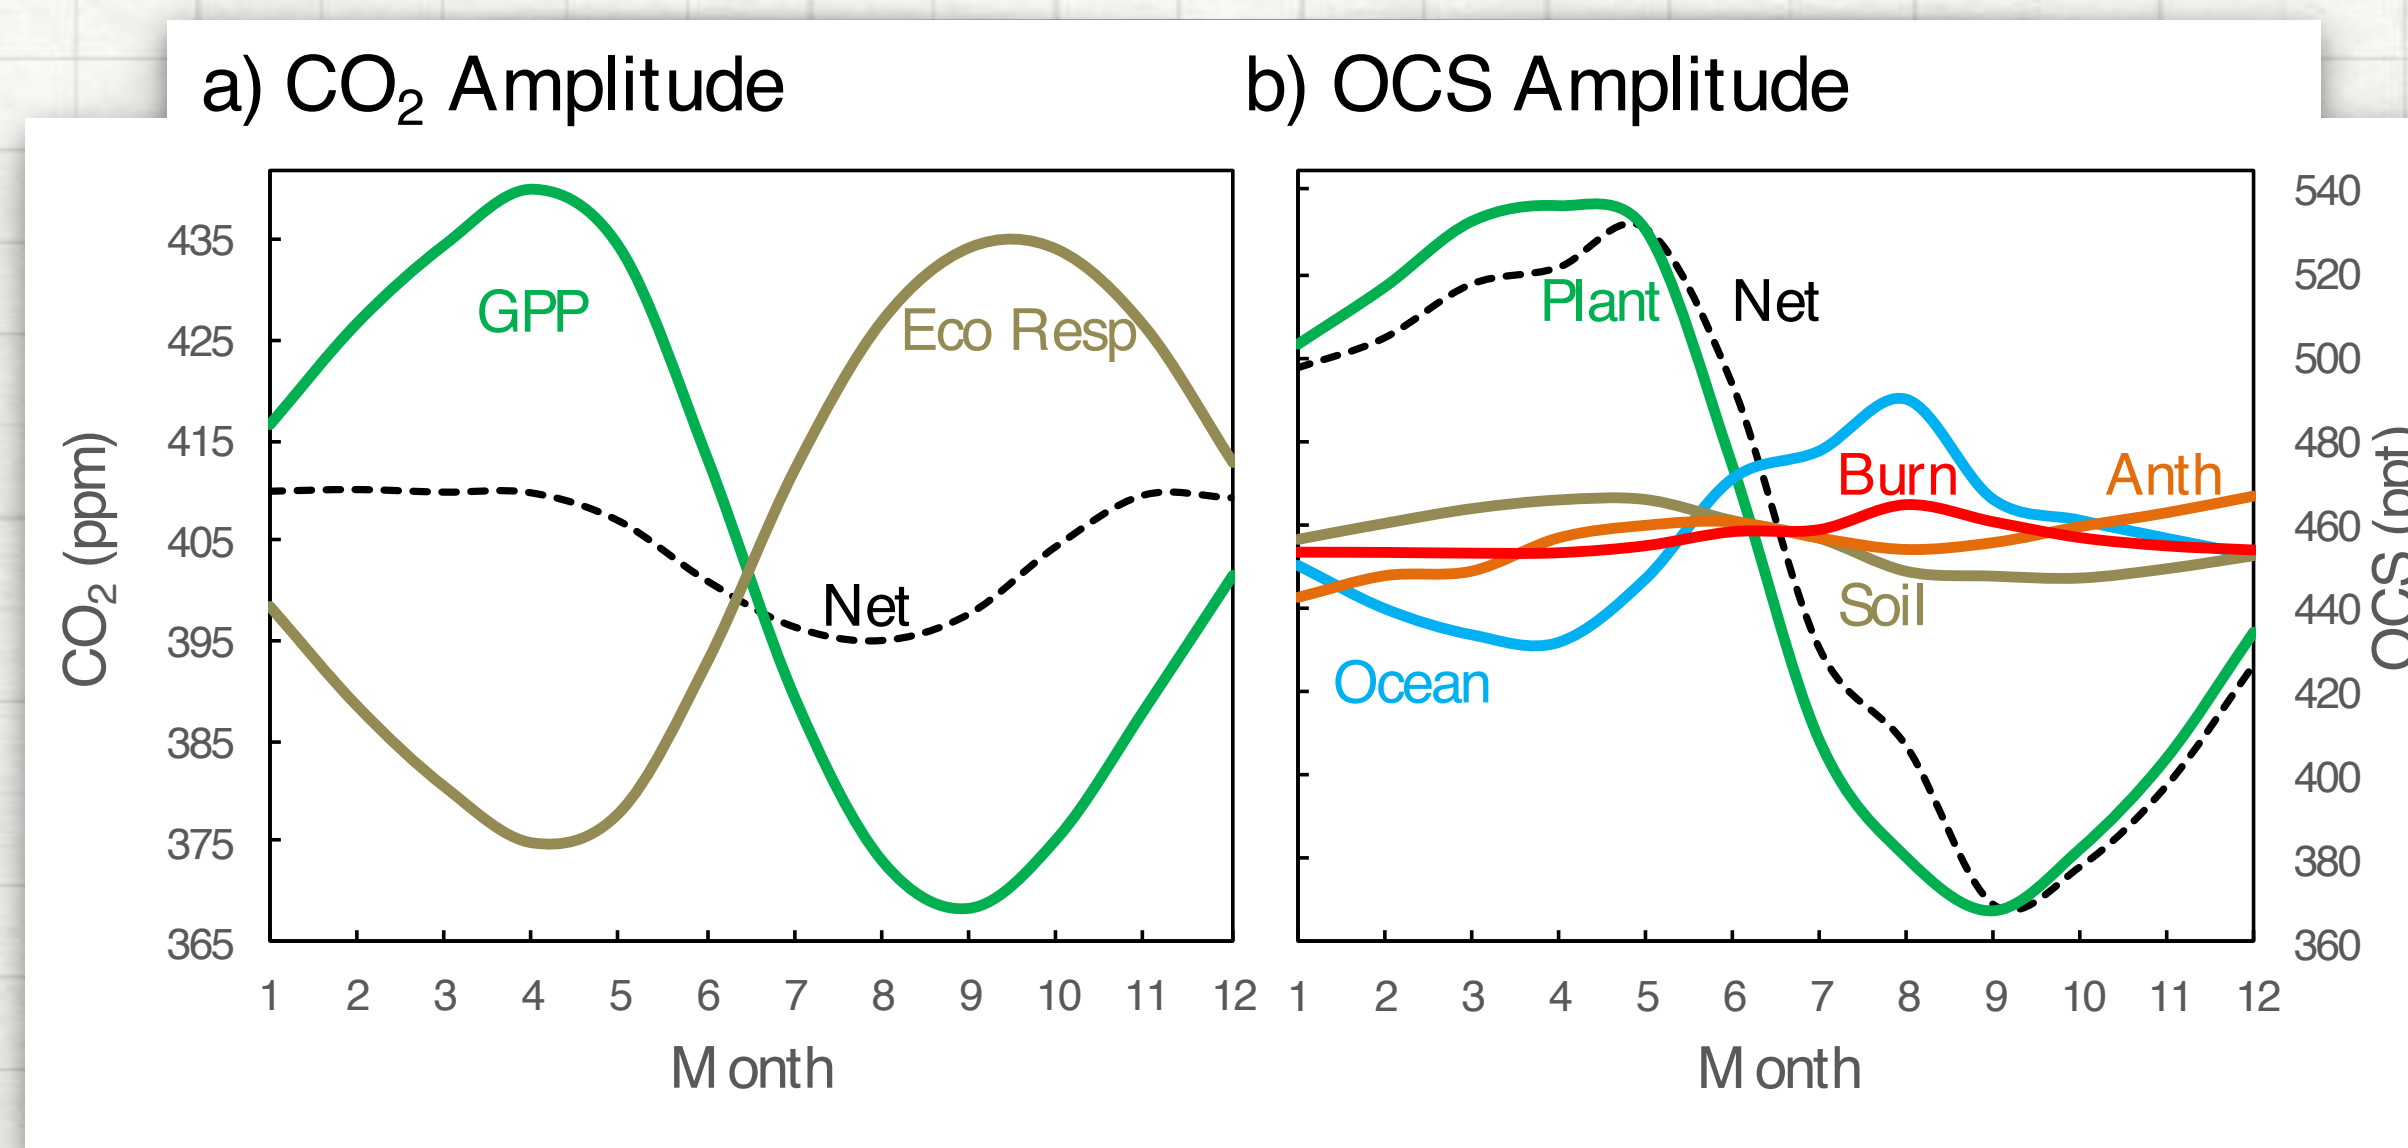 a) CO₂ Amplitude
b) OCS Amplitude
CO₂ (ppm)
435
425
415
405
395
385
375
365
GPP
Eco Resp
Net
1 2 3 4 5 6 7 8 9 10 11 12
Month
Plant
Net
Burn
Anth
Soil
Ocean
1 2 3 4 5 6 7 8 9 10 11 12
Month
540
520
500
480
460
440
420
400
380
360
OCS (ppt)